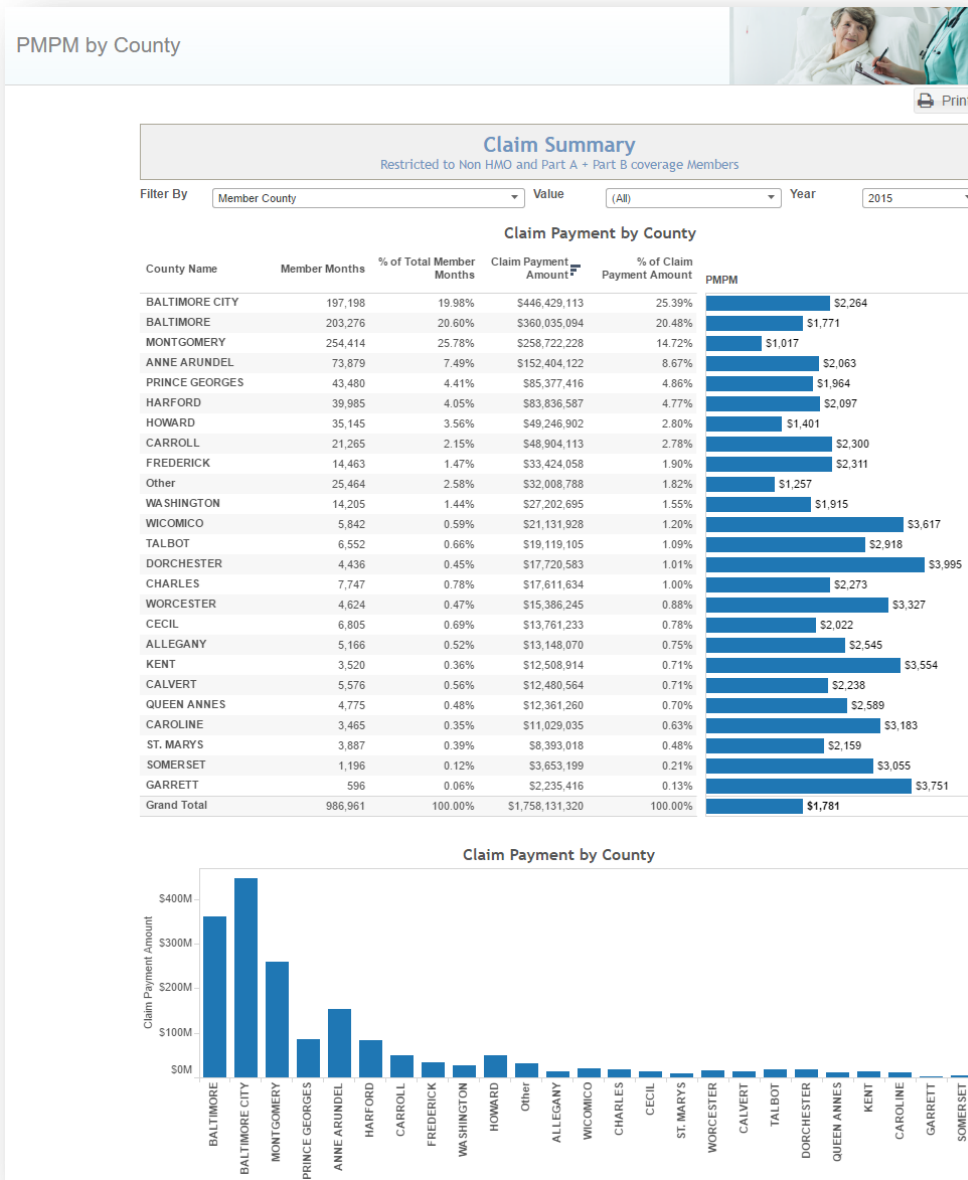 PMPM by County
Print
Claim Summary
Restricted to Non HMO and Part A + Part B coverage Members
Filter By Member County Value (All) Year 2015
Claim Payment by County
County Name Member Months % of Total Member Months Claim Payment Amount % of Claim Payment Amount PMPM
BALTIMORE CITY 197,198 19.98% $446,429,113 25.39% $2,264
BALTIMORE 203,276 20.60% $360,035,094 20.48% $1,771
MONTGOMERY 254,414 25.78% $258,722,228 14.72% $1,017
ANNE ARUNDEL 73,879 7.49% $152,404,122 8.67% $2,063
PRINCE GEORGES 43,480 4.41% $85,377,416 4.86% $1,964
HARFORD 39,985 4.05% $83,836,587 4.77% $2,097
HOWARD 35,145 3.56% $49,246,902 2.80% $1,401
CARROLL 21,265 2.15% $48,904,113 2.78% $2,300
FREDERICK 14,463 1.47% $33,424,058 1.90% $2,311
Other 25,464 2.58% $32,008,788 1.82% $1,257
WASHINGTON 14,205 1.44% $27,202,695 1.55% $1,915
WICOMICO 5,842 0.59% $21,131,928 1.20% $3,617
TALBOT 6,552 0.66% $19,119,105 1.09% $2,918
DORCHESTER 4,436 0.45% $17,720,583 1.01% $3,995
CHARLES 7,747 0.78% $17,611,634 1.00% $2,273
WORCESTER 4,624 0.47% $15,386,245 0.88% $3,327
CECIL 6,805 0.69% $13,761,233 0.78% $2,022
ALLEGANY 5,166 0.52% $13,148,070 0.75% $2,545
KENT 3,520 0.36% $12,508,914 0.71% $3,554
CALVERT 5,576 0.56% $12,480,564 0.71% $2,238
QUEEN ANNES 4,775 0.48% $12,361,260 0.70% $2,589
CAROLINE 3,465 0.35% $11,029,035 0.63% $3,183
ST. MARYS 3,887 0.39% $8,393,018 0.48% $2,159
SOMERSET 1,196 0.12% $3,653,199 0.21% $3,055
GARRETT 596 0.06% $2,235,416 0.13% $3,751
Grand Total 986,961 100.00% $1,758,131,320 100.00% $1,781
Claim Payment by County
Claim Payment Amount
$400M
$300M
$200M
$100M
$0M
BALTIMORE
BALTIMORE CITY
MONTGOMERY
PRINCE GEORGES
ANNE ARUNDEL
HARFORD
CARROLL
FREDERICK
WASHINGTON
HOWARD
Other
ALLEGANY
WICOMICO
CHARLES
CECIL
ST. MARYS
WORCESTER
CALVERT
TALBOT
DORCHESTER
QUEEN ANNES
KENT
CAROLINE
GARRETT
SOMERSET